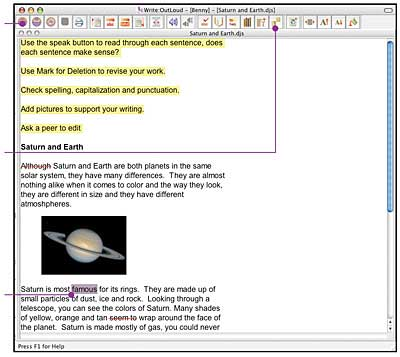 Write OutLoud - [Benny] - [Saturn and Earth.djs]
Saturn and Earth.djs
Use the speak button to read through each sentence, does
each sentence make sense?
Use Mark for Deletion to revise your work.
Check spelling, capitalization and punctuation.
Add pictures to support your writing.
Ask a peer to edit
Saturn and Earth
Although Saturn and Earth are both planets in the same
solar system, they have many differences. They are almost
nothing alike when it comes to color and the way they look,
they are different in size and they have different
atmoshpheres.
Saturn is most famous for its rings. They are made up of
small particles of dust, ice and rock. Looking through a
telescope, you can see the colors of Saturn. Many shades
of yellow, orange and tan seem to wrap around the face of
the planet. Saturn is made mostly of gas, you could never
Press F1 for Help